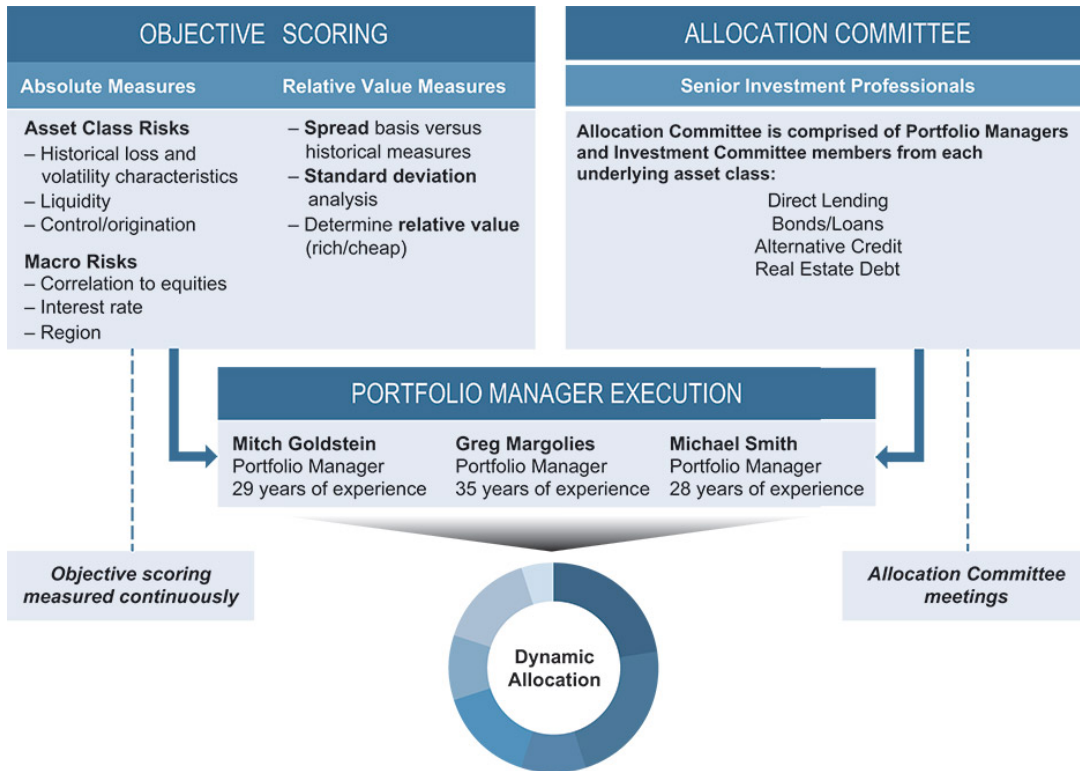 OBJECTIVE SCORING
Absolute Measures
Relative Value Measures
Asset Class Risks
– Historical loss and
volatility characteristics
– Liquidity
– Control/origination
Macro Risks
– Correlation to equities
– Interest rate
– Region
– Spread basis versus
historical measures
– Standard deviation
analysis
– Determine relative value
(rich/cheap)
ALLOCATION COMMITTEE
Senior Investment Professionals
Allocation Committee is comprised of Portfolio Managers
and Investment Committee members from each
underlying asset class:
Direct Lending
Bonds/Loans
Alternative Credit
Real Estate Debt
PORTFOLIO MANAGER EXECUTION
Mitch Goldstein
Portfolio Manager
29 years of experience
Greg Margolies
Portfolio Manager
35 years of experience
Michael Smith
Portfolio Manager
28 years of experience
Objective scoring
measured continuously
Allocation Committee
meetings
Dynamic
Allocation